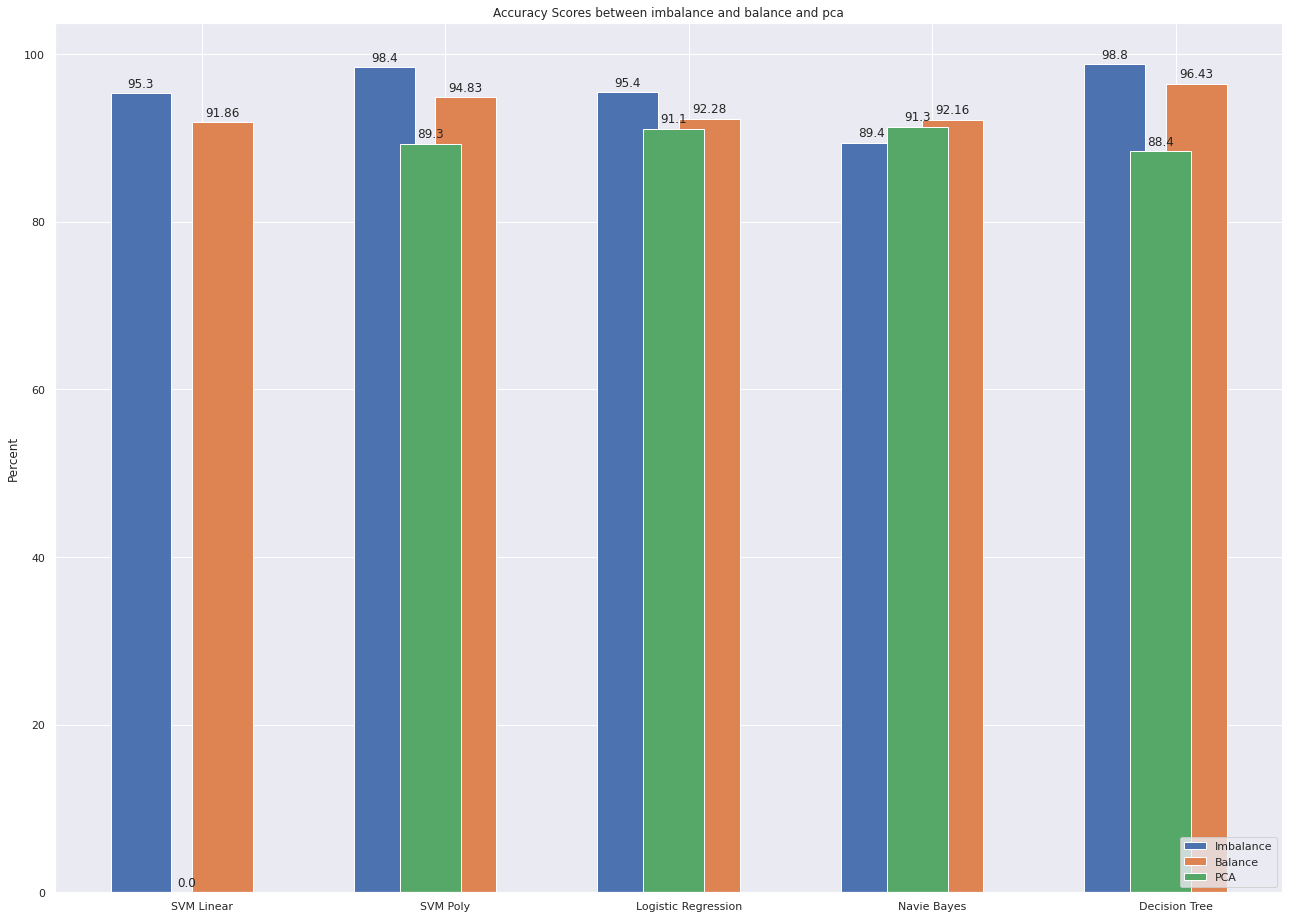 Accuracy Scores between imbalance and balance and pca
Percent
100
80
60
40
20
0
95.3
91.86
0.0
98.4
94.83
89.3
95.4
92.28
91.1
89.4
92.16
91.3
98.8
96.43
88.4
SVM Linear
SVM Poly
Logistic Regression
Navie Bayes
Decision Tree
Imbalance
Balance
PCA